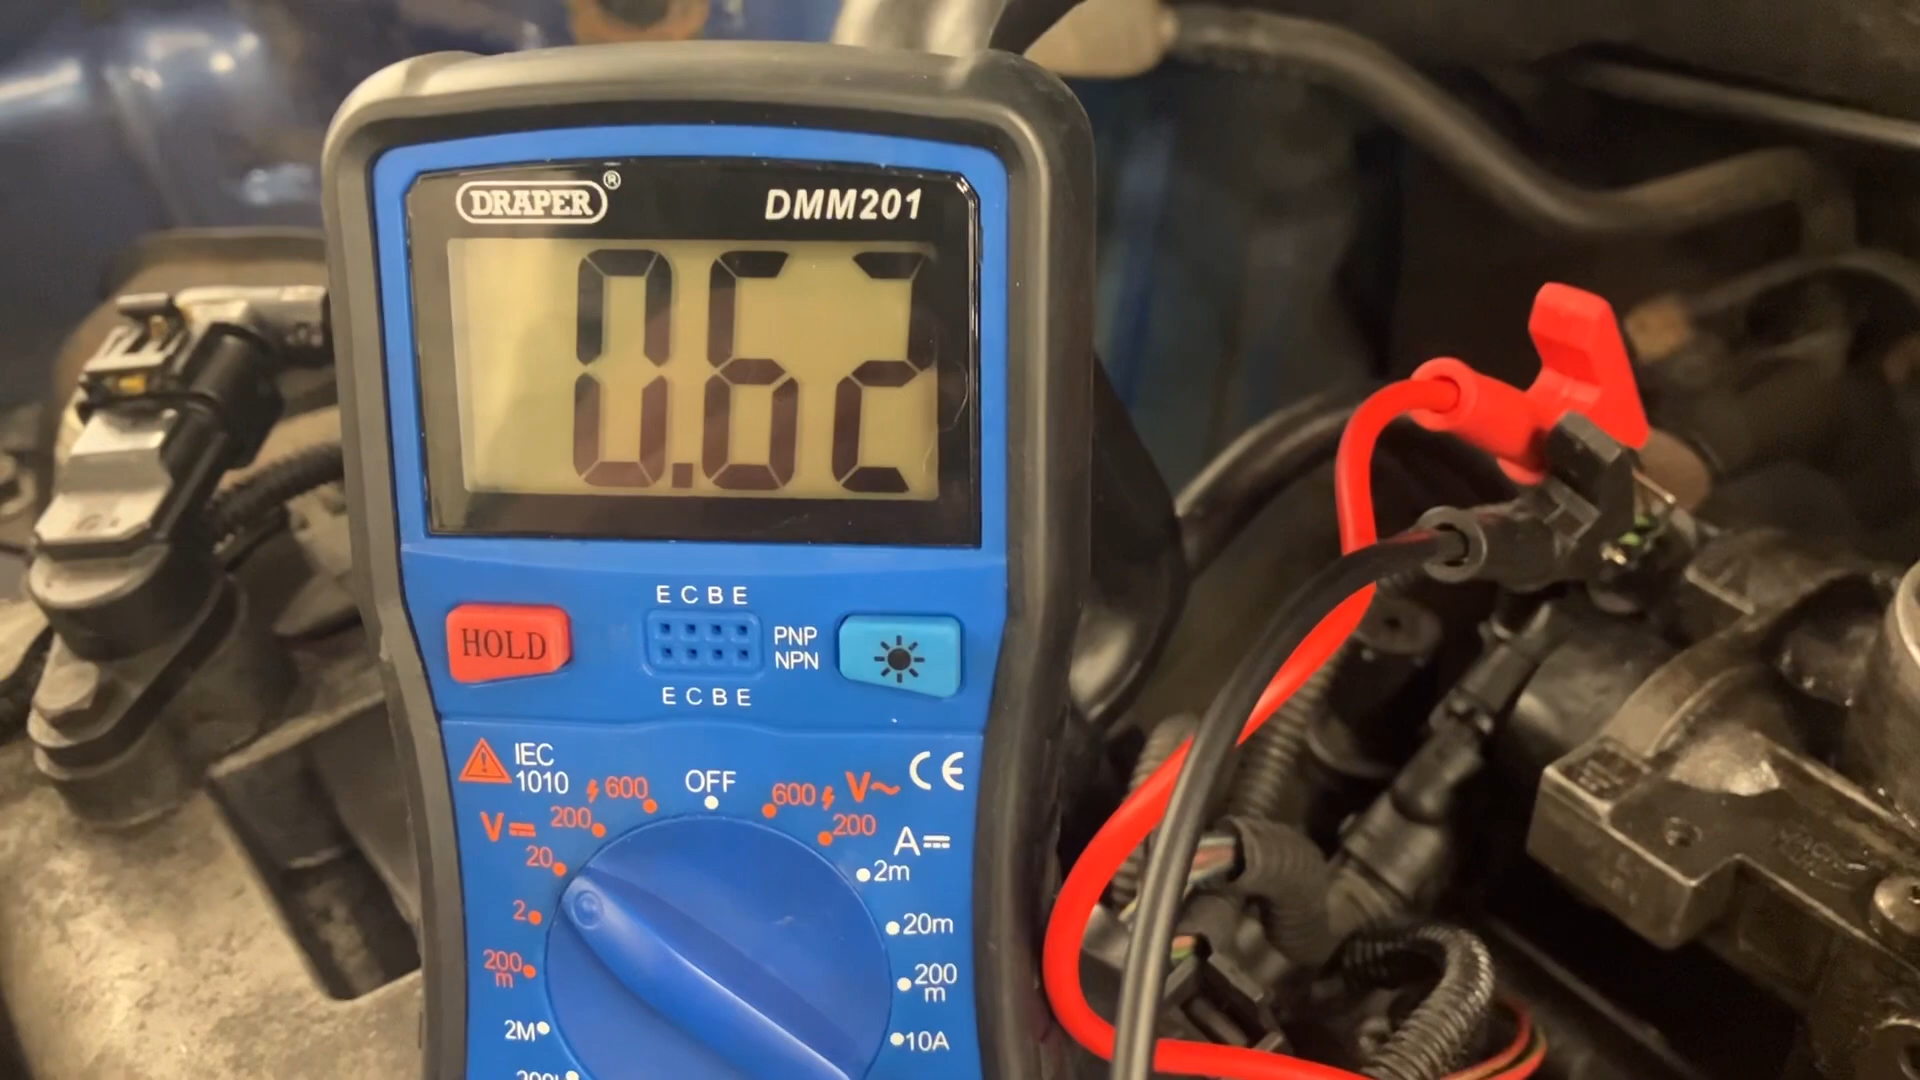 DRAPER®
DMM201
0.62
E C B E
HOLD
PNP
NPN
E C B E
IEC
1010
OFF
CE
V⎓
600
200
20
2
200
m
2M
600
V~
200
A⎓
2m
20m
200
m
10A